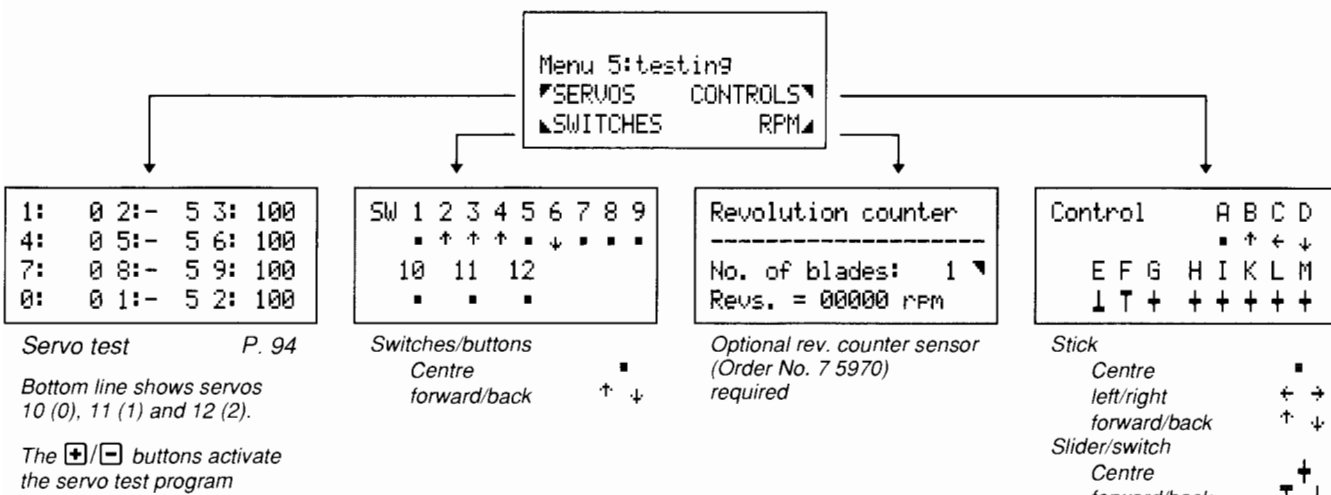 Menu 5:testing
◤SERVOS CONTROLS◥
◣SWITCHES RPM◢
1: 0 2:- 5 3: 100
4: 0 5:- 5 6: 100
7: 0 8:- 5 9: 100
0: 0 1:- 5 2: 100
Servo test P. 94
Bottom line shows servos
10 (0), 11 (1) and 12 (2).
The +/- buttons activate
the servo test program
SW 1 2 3 4 5 6 7 8 9
▪ ↑ ↑ ↑ ▪ ↓ ▪ ▪ ▪
10 11 12
▪ ▪ ▪
Switches/buttons
Centre ▪
forward/back ↑ ↓
Revolution counter
--------------------
No. of blades: 1 ◥
Revs. = 00000 rpm
Optional rev. counter sensor
(Order No. 7 5970)
required
Control A B C D
▪ ↑ ← ↓
E F G H I K L M
Stick
Centre ▪
left/right ← →
forward/back ↑ ↓
Slider/switch
Centre